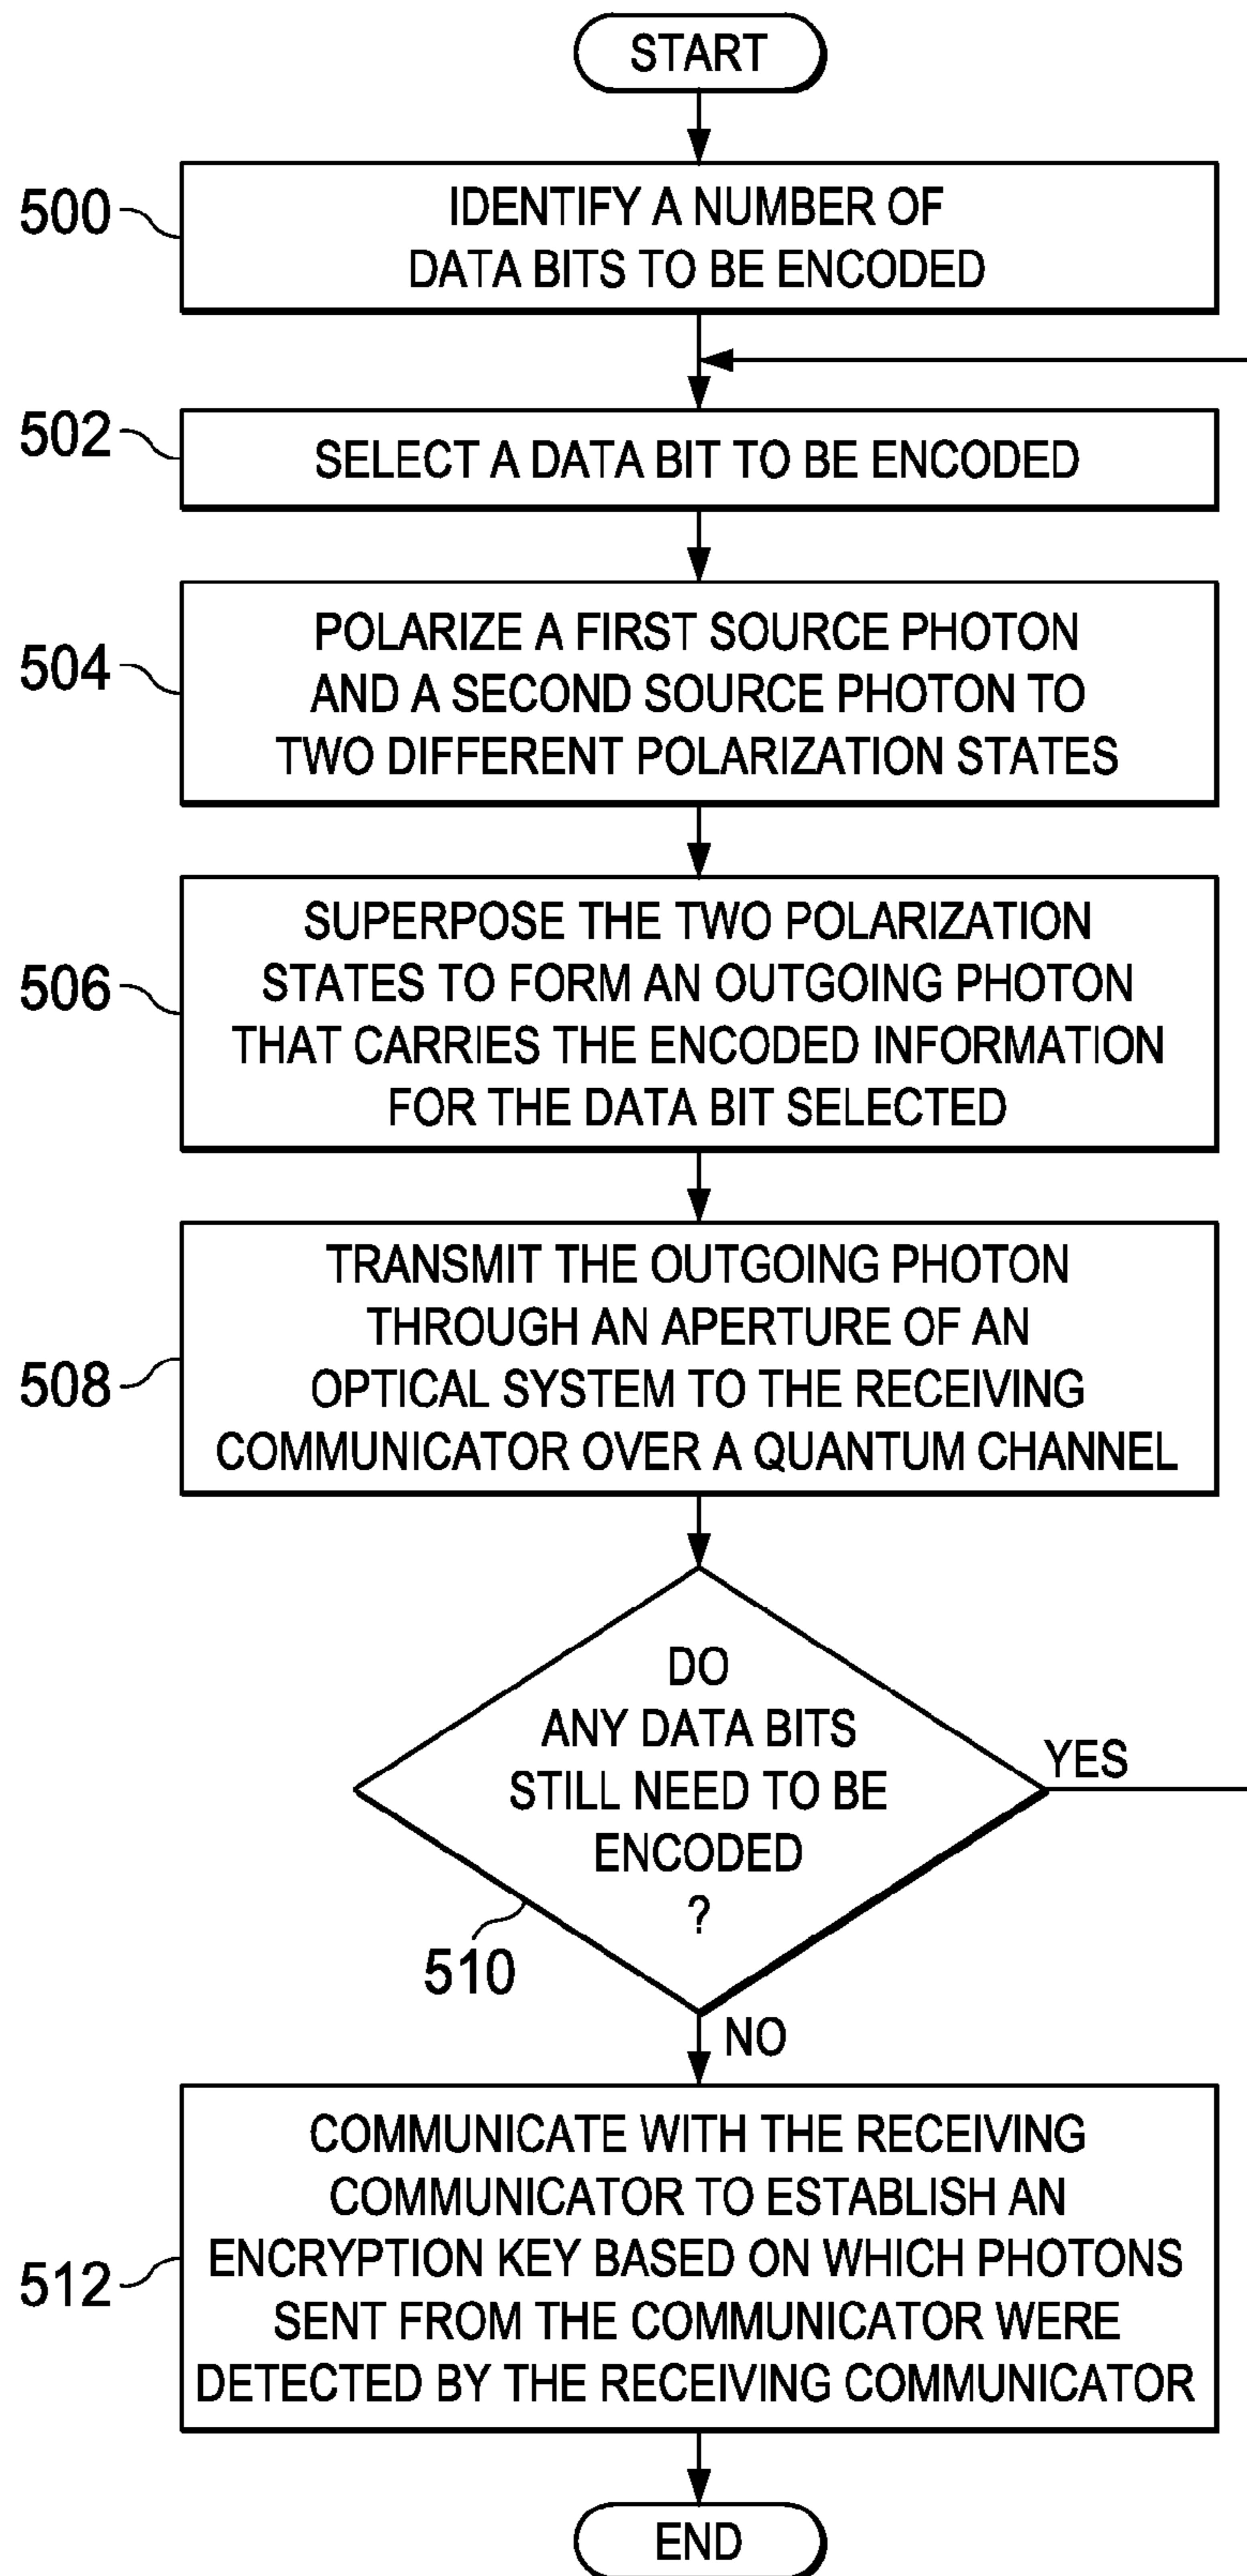 START
500
IDENTIFY A NUMBER OF
DATA BITS TO BE ENCODED
502
SELECT A DATA BIT TO BE ENCODED
504
POLARIZE A FIRST SOURCE PHOTON
AND A SECOND SOURCE PHOTON TO
TWO DIFFERENT POLARIZATION STATES
506
SUPERPOSE THE TWO POLARIZATION
STATES TO FORM AN OUTGOING PHOTON
THAT CARRIES THE ENCODED INFORMATION
FOR THE DATA BIT SELECTED
508
TRANSMIT THE OUTGOING PHOTON
THROUGH AN APERTURE OF AN
OPTICAL SYSTEM TO THE RECEIVING
COMMUNICATOR OVER A QUANTUM CHANNEL
DO
ANY DATA BITS
STILL NEED TO BE
ENCODED
?
YES
510
NO
512
COMMUNICATE WITH THE RECEIVING
COMMUNICATOR TO ESTABLISH AN
ENCRYPTION KEY BASED ON WHICH PHOTONS
SENT FROM THE COMMUNICATOR WERE
DETECTED BY THE RECEIVING COMMUNICATOR
END